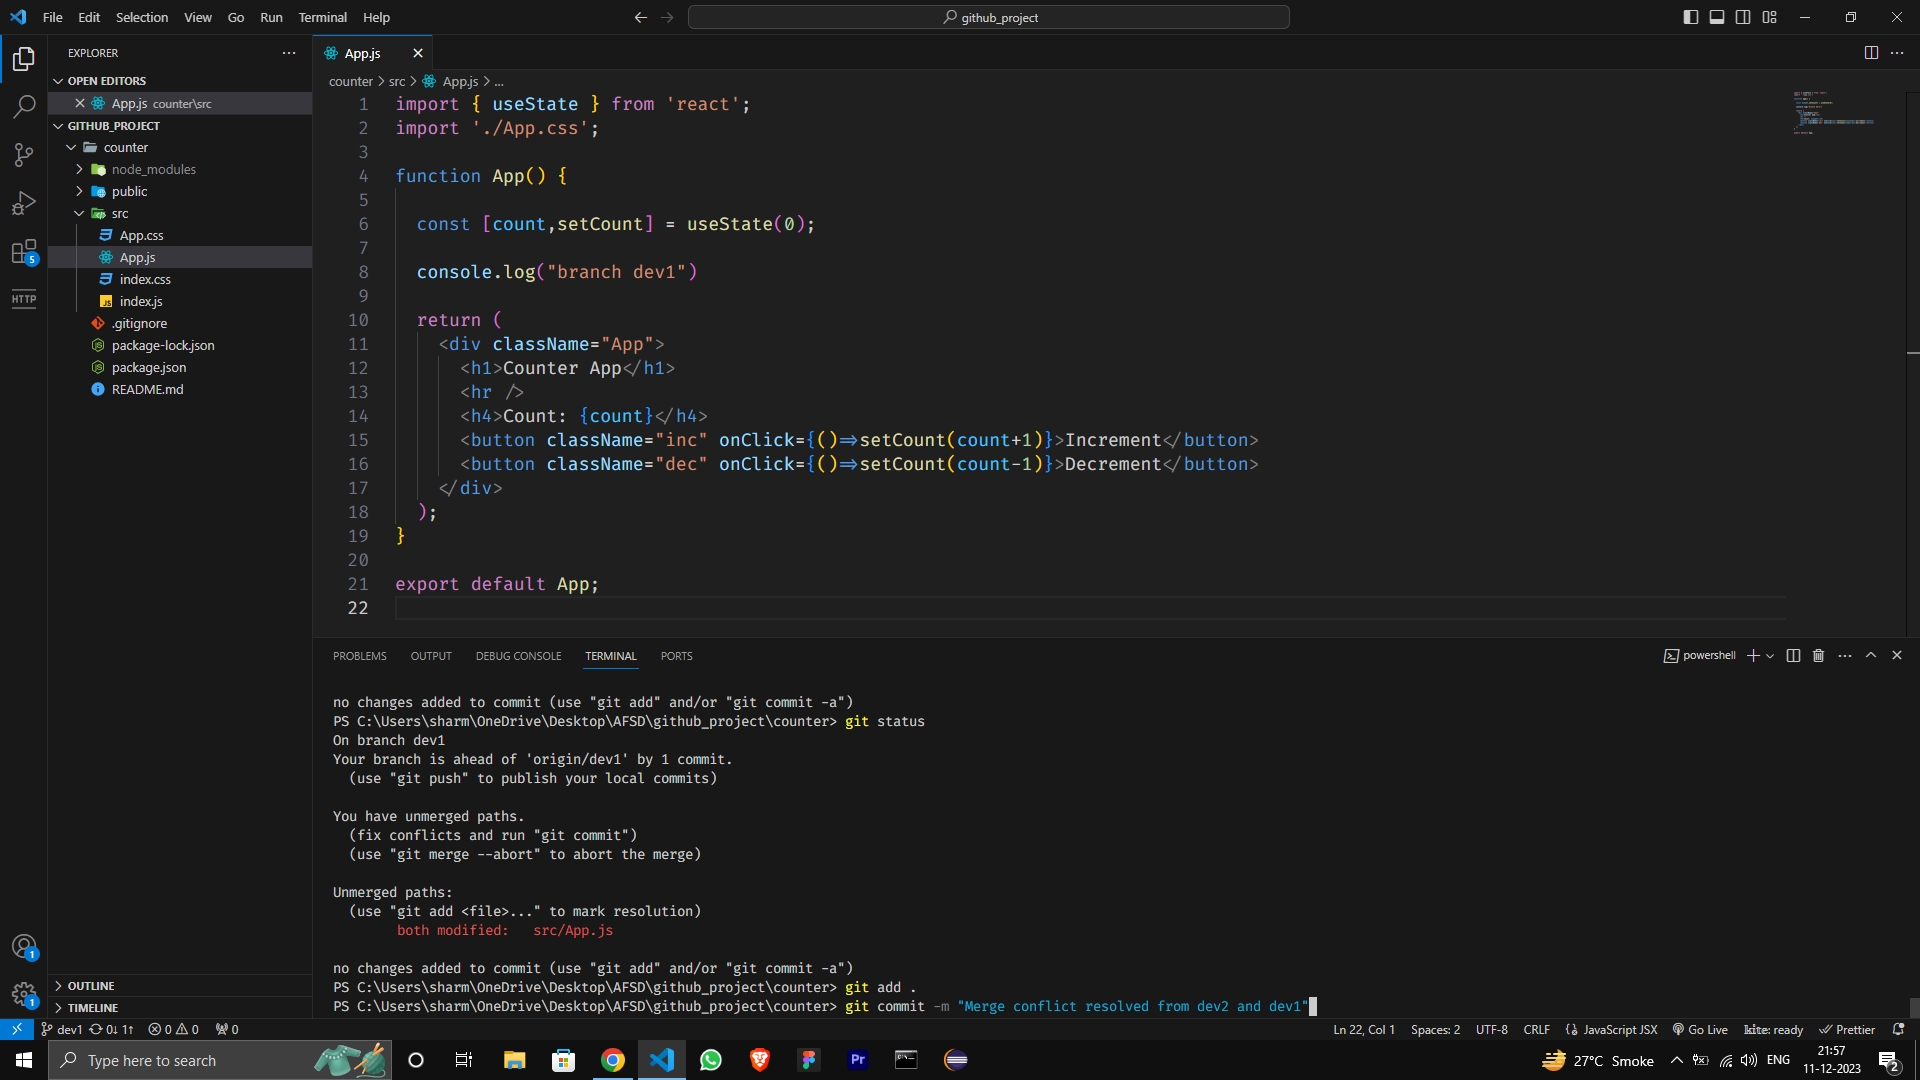 File Edit Selection View Go Run Terminal Help
github_project
EXPLORER
OPEN EDITORS
App.js counter\src
GITHUB_PROJECT
counter
node_modules
public
src
App.css
App.js
index.css
index.js
.gitignore
package-lock.json
package.json
README.md
OUTLINE
TIMELINE
HTTP
5
1
1
App.js
counter > src > App.js > ...
1 import { useState } from 'react';
2 import './App.css';
3
4 function App() {
5
6 const [count,setCount] = useState(0);
7
8 console.log("branch dev1")
9
10 return (
11 <div className="App">
12 <h1>Counter App</h1>
13 <hr />
14 <h4>Count: {count}</h4>
15 <button className="inc" onClick={()=>setCount(count+1)}>Increment</button>
16 <button className="dec" onClick={()=>setCount(count-1)}>Decrement</button>
17 </div>
18 );
19 }
20
21 export default App;
22
PROBLEMS OUTPUT DEBUG CONSOLE TERMINAL PORTS
powershell
no changes added to commit (use "git add" and/or "git commit -a")
PS C:\Users\sharm\OneDrive\Desktop\AFSD\github_project\counter> git status
On branch dev1
Your branch is ahead of 'origin/dev1' by 1 commit.
(use "git push" to publish your local commits)
You have unmerged paths.
(fix conflicts and run "git commit")
(use "git merge --abort" to abort the merge)
Unmerged paths:
(use "git add <file>..." to mark resolution)
both modified: src/App.js
no changes added to commit (use "git add" and/or "git commit -a")
PS C:\Users\sharm\OneDrive\Desktop\AFSD\github_project\counter> git add .
PS C:\Users\sharm\OneDrive\Desktop\AFSD\github_project\counter> git commit -m "Merge conflict resolved from dev2 and dev1"
dev1 0↓ 1↑ 0 0 0
Ln 22, Col 1 Spaces: 2 UTF-8 CRLF {} JavaScript JSX Go Live kite: ready Prettier
Type here to search
Pr
27°C Smoke
ENG
21:57
11-12-2023
2